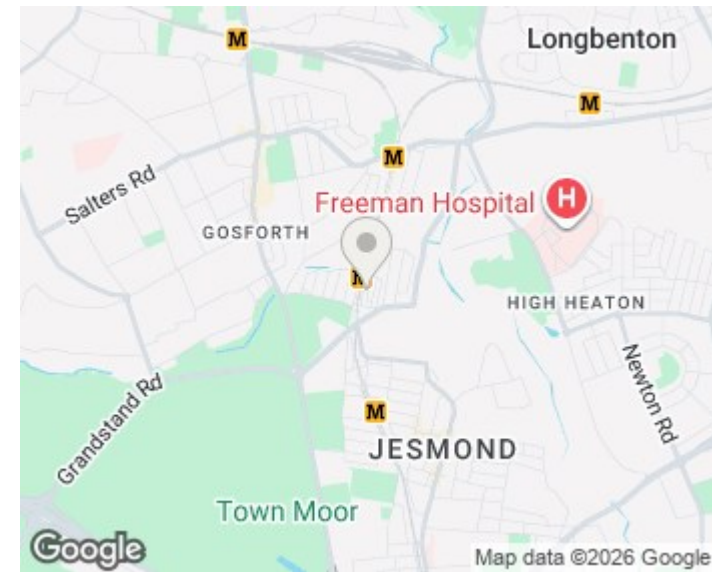 M
Longbenton
M
M
Salters Rd
Freeman Hospital
H
GOSFORTH
M
HIGH HEATON
Newton Rd
Grandstand Rd
M
JESMOND
Town Moor
Google
Map data ©2026 Google